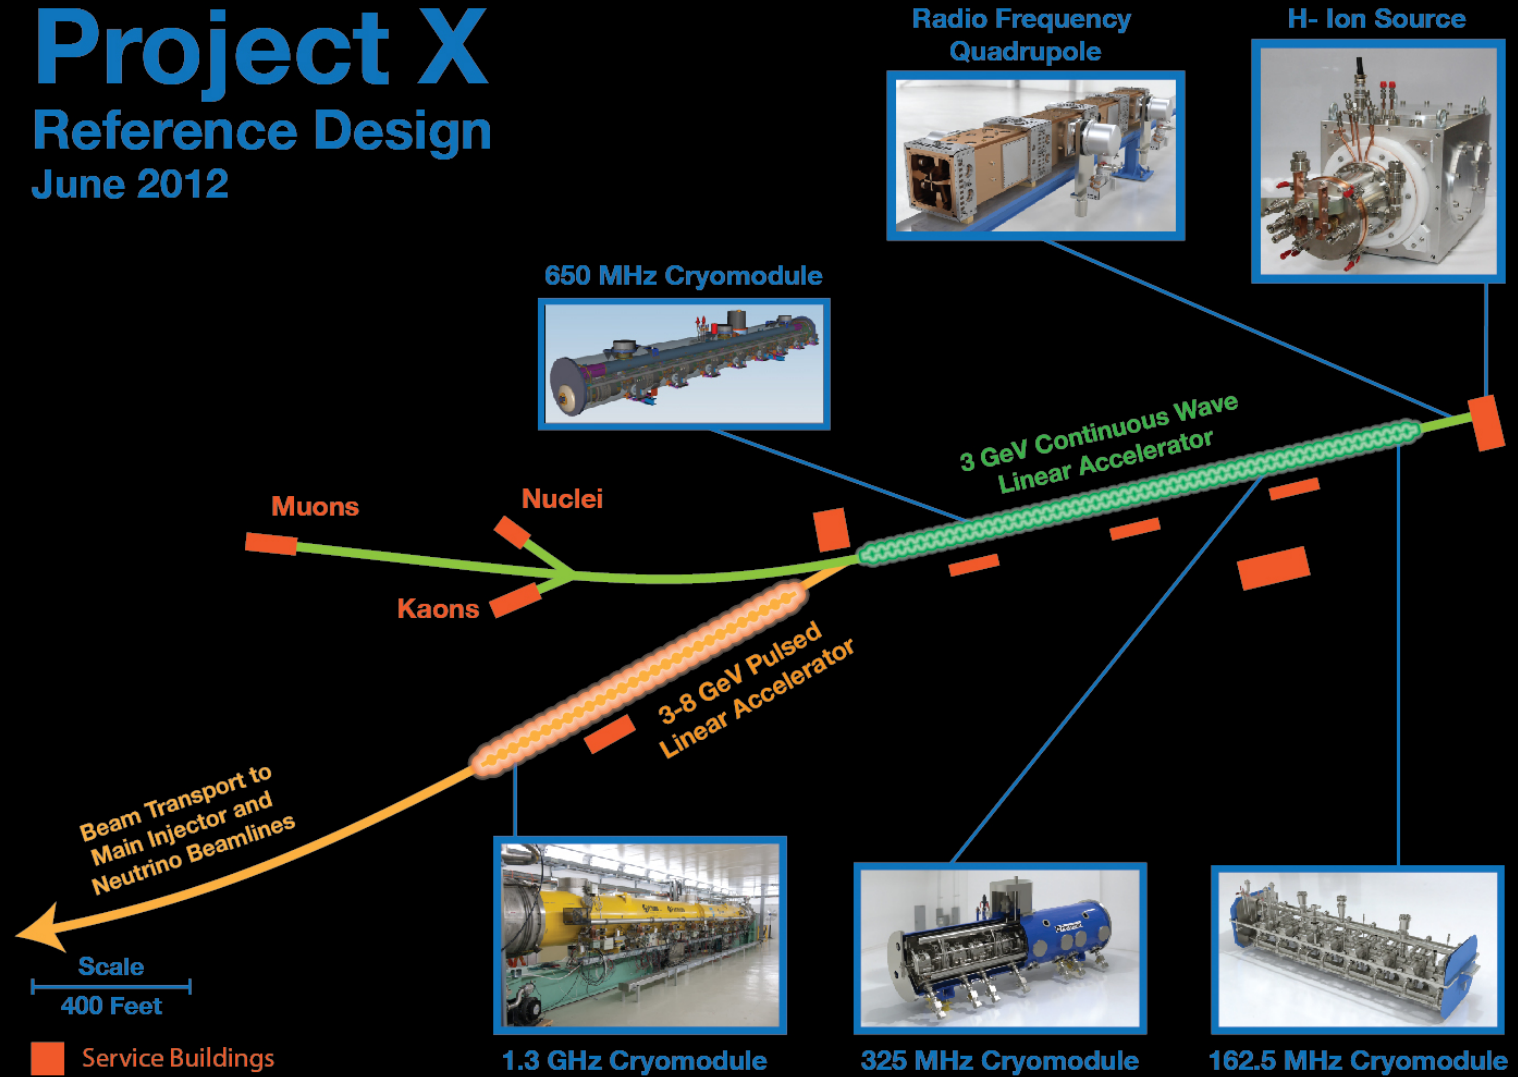 Project X
Reference Design
June 2012
Radio Frequency
Quadrupole
H- Ion Source
650 MHz Cryomodule
3 GeV Continuous Wave
Linear Accelerator
Muons
Nuclei
Kaons
3-8 GeV Pulsed
Linear Accelerator
Beam Transport to
Main Injector and
Neutrino Beamlines
Scale
400 Feet
Service Buildings
1.3 GHz Cryomodule
325 MHz Cryomodule
162.5 MHz Cryomodule